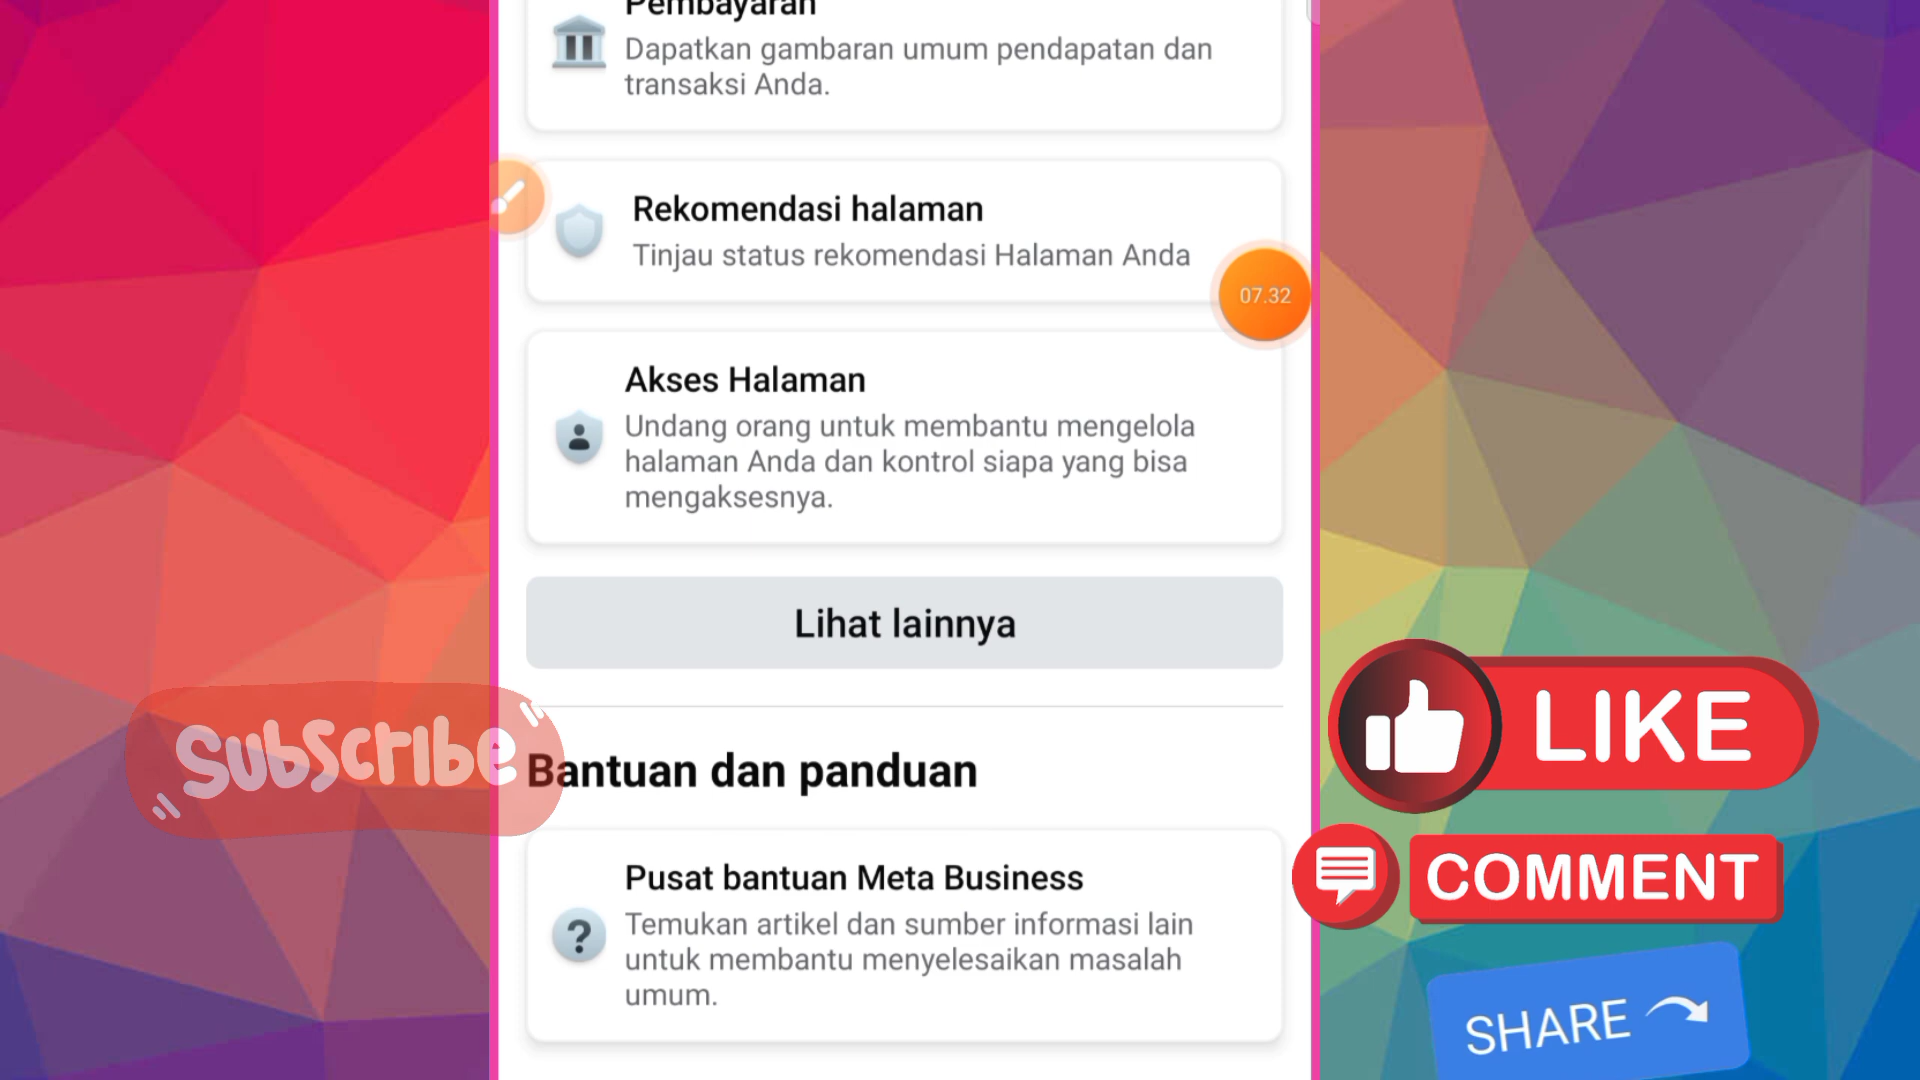 Pembayaran
Dapatkan gambaran umum pendapatan dan
transaksi Anda.
Rekomendasi halaman
Tinjau status rekomendasi Halaman Anda
07.32
Akses Halaman
Undang orang untuk membantu mengelola
halaman Anda dan kontrol siapa yang bisa
mengaksesnya.
Lihat lainnya
Subscribe
LIKE
Bantuan dan panduan
COMMENT
Pusat bantuan Meta Business
Temukan artikel dan sumber informasi lain
untuk membantu menyelesaikan masalah
umum.
SHARE